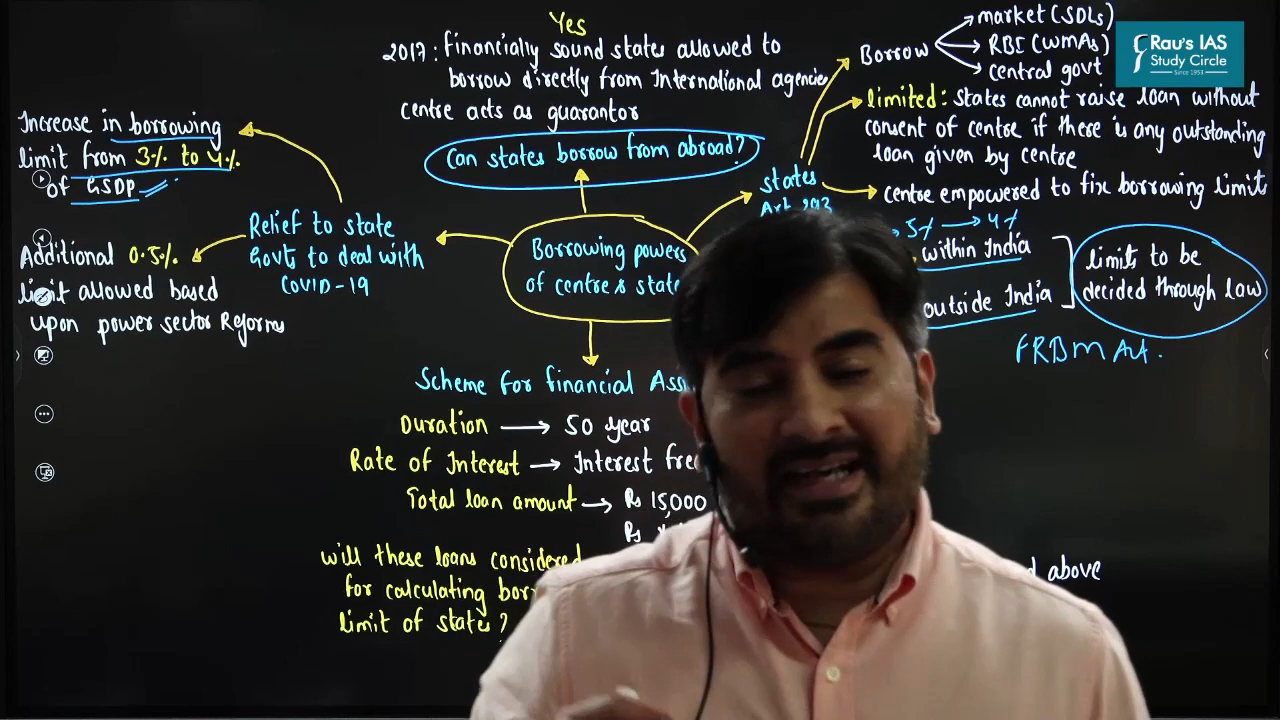 Yes
2017: Financially sound states allowed to
borrow directly from International agencies
centre acts as guarantor
Can states borrow from abroad?
Borrow
market (SDLs)
RBI (WMAs)
central govt
Rau's IAS
Study Circle
Since 1953
limited: States cannot raise loan without
consent of centre if there is any outstanding
loan given by centre
states
Art 293
centre empowered to fix borrowing limits
within India
outside India
limits to be
decided through law
FRBM Act.
Increase in borrowing
limit from 3% to 4%
of GSDP
Relief to state
Govts to deal with
COVID-19
Additional 0.5%
limit allowed based
upon power sector Reforms
Borrowing powers
of centre & state
Scheme for financial
Duration → 50 year
Rate of Interest → Interest
Total loan amount → Rs 15,000
Rs
will these loans considered
for calculating
limit of states?
above